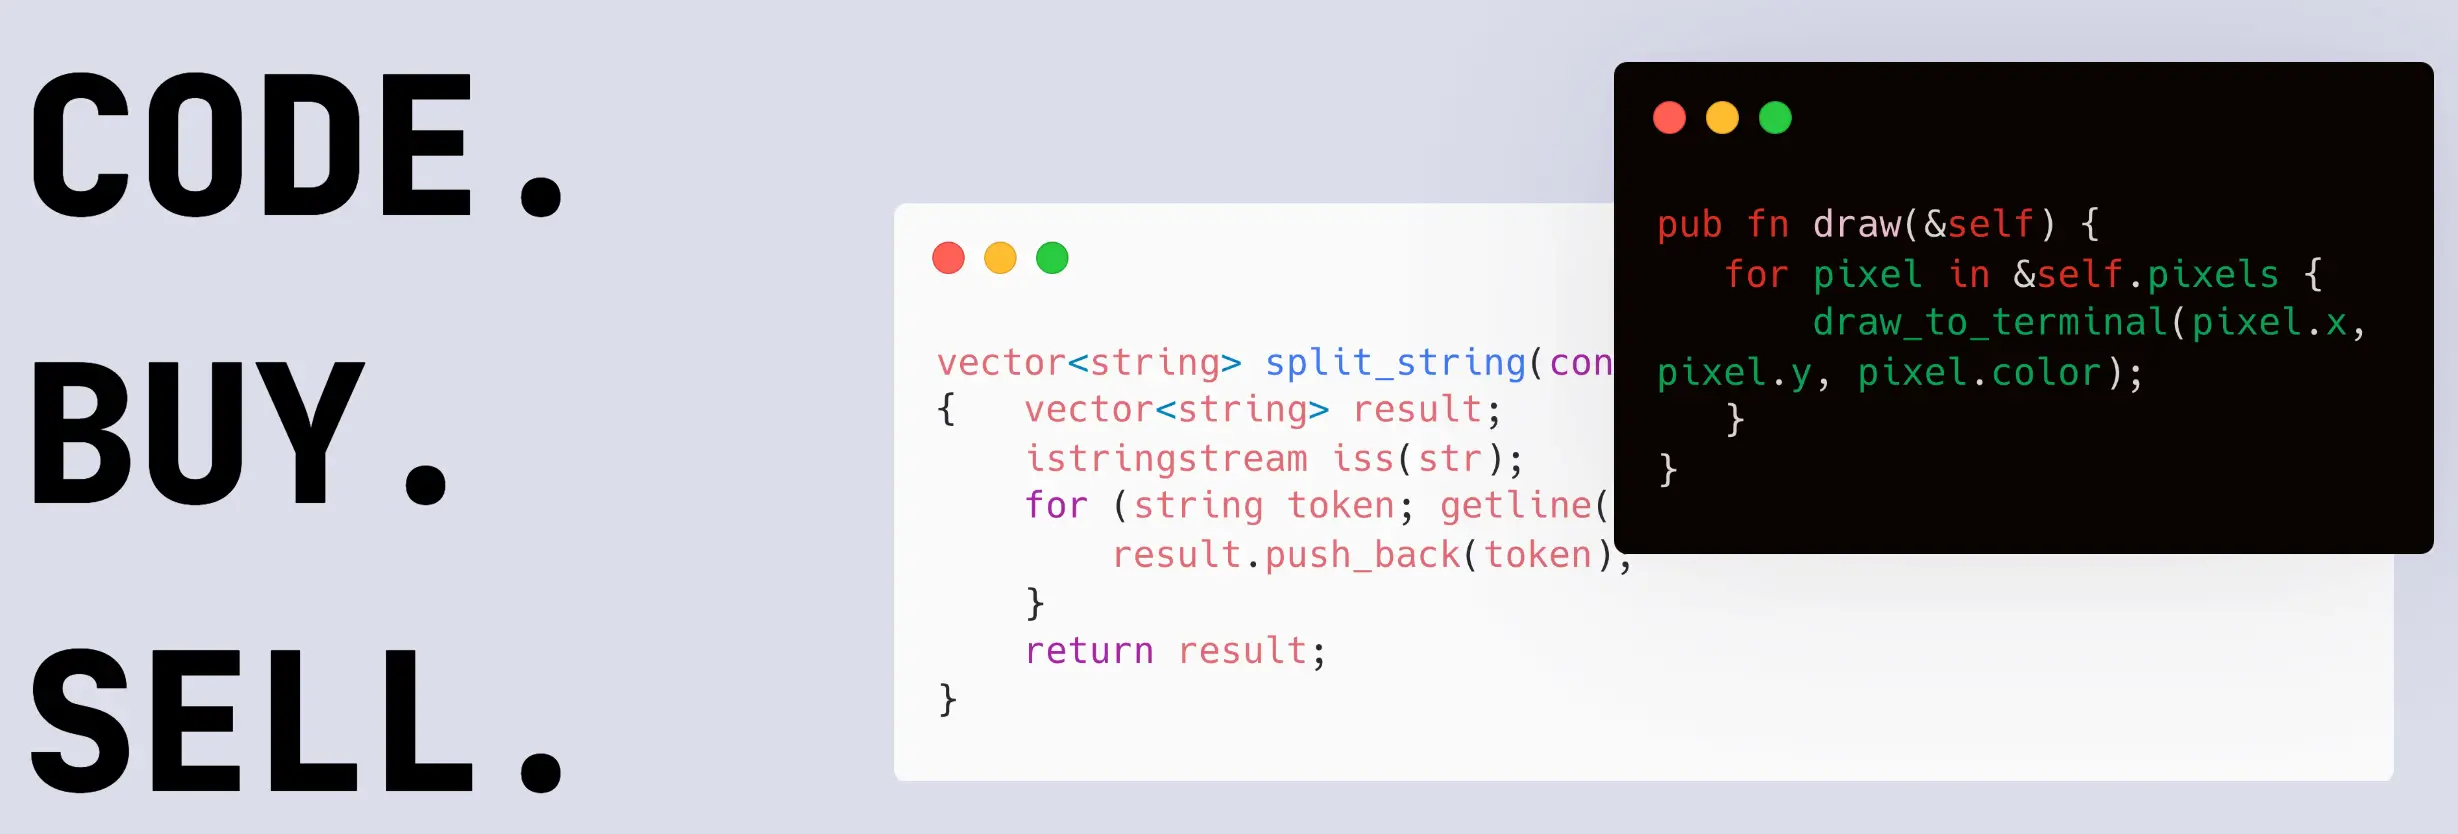 CODE.
BUY.
SELL.
vector<string> split_string(con
{   vector<string> result;
    istringstream iss(str);
    for (string token; getline(
        result.push_back(token),
    }
    return result;
}
pub fn draw(&self) {
   for pixel in &self.pixels {
       draw_to_terminal(pixel.x,
pixel.y, pixel.color);
   }
}